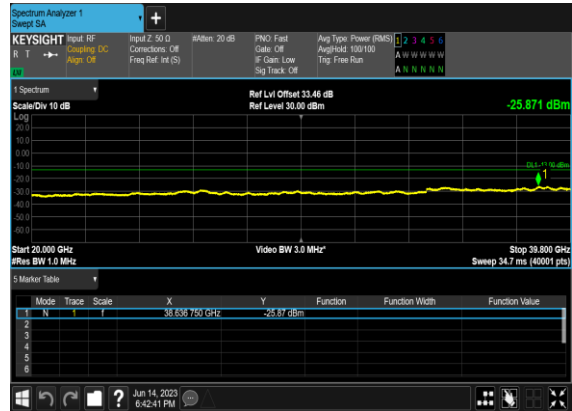 Spectrum Analyzer 1
Swept SA
+
KEYSIGHT Input: RF Input Z: 50 Ω #Atten: 20 dB PNO: Fast Avg Type: Power (RMS) 1 2 3 4 5 6
R T Coupling: DC Corrections: Off Gate: Off Avg|Hold: 100/100 A W W W W W
Align: Off Freq Ref: Int (S) IF Gain: Low Trig: Free Run
Sig Track: Off A N N N N N
1 Spectrum Ref Lvl Offset 33.46 dB
Scale/Div 10 dB Ref Level 30.00 dBm -25.871 dBm
Log
20.0
10.0
0.00
-10.0
DL1 -13.00 dBm
1
-20.0
-30.0
-40.0
-50.0
-60.0
Start 20.000 GHz Video BW 3.0 MHz* Stop 39.800 GHz
#Res BW 1.0 MHz Sweep 34.7 ms (40001 pts)
5 Marker Table
Mode Trace Scale X Y Function Function Width Function Value
1 N 1 f 38.636 750 GHz -25.87 dBm
2
3
4
5
6
? Jun 14, 2023
6:42:41 PM